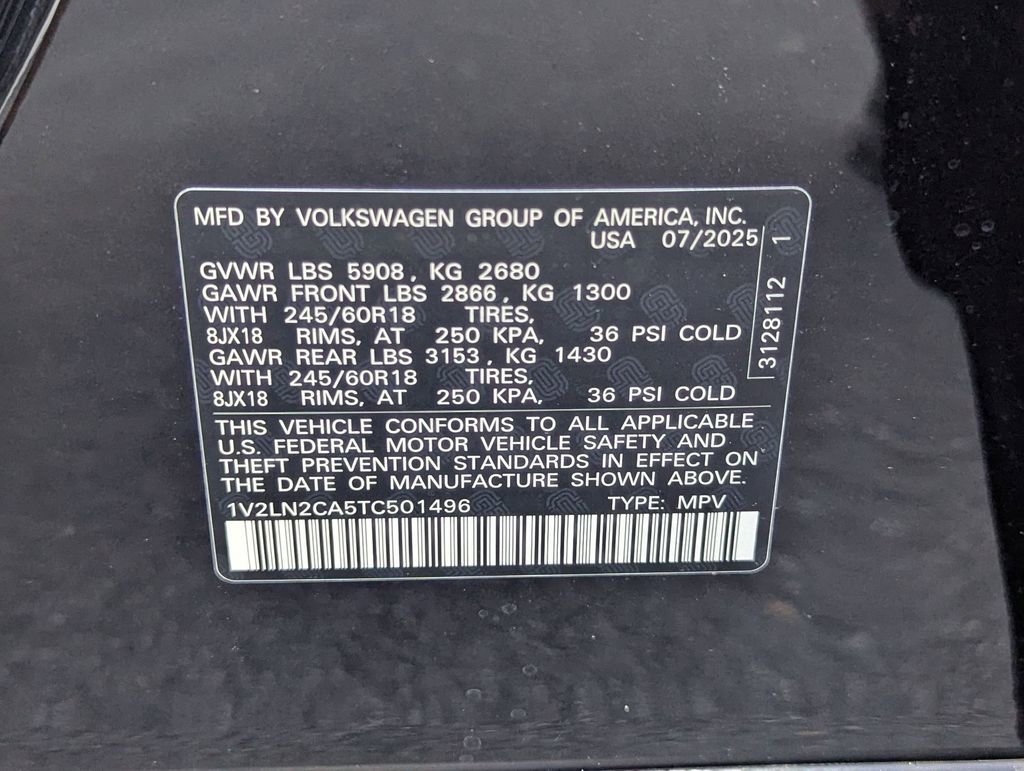 MFD BY VOLKSWAGEN GROUP OF AMERICA, INC.
USA 07/2025
GVWR LBS 5908, KG 2680
GAWR FRONT LBS 2866, KG 1300
WITH 245/60R18 TIRES,
8JX18 RIMS, AT 250 KPA, 36 PSI COLD
GAWR REAR LBS 3153, KG 1430
WITH 245/60R18 TIRES,
8JX18 RIMS, AT 250 KPA, 36 PSI COLD
3128112 1
THIS VEHICLE CONFORMS TO ALL APPLICABLE
U.S. FEDERAL MOTOR VEHICLE SAFETY AND
THEFT PREVENTION STANDARDS IN EFFECT ON
THE DATE OF MANUFACTURE SHOWN ABOVE.
1V2LN2CA5TC501496 TYPE: MPV